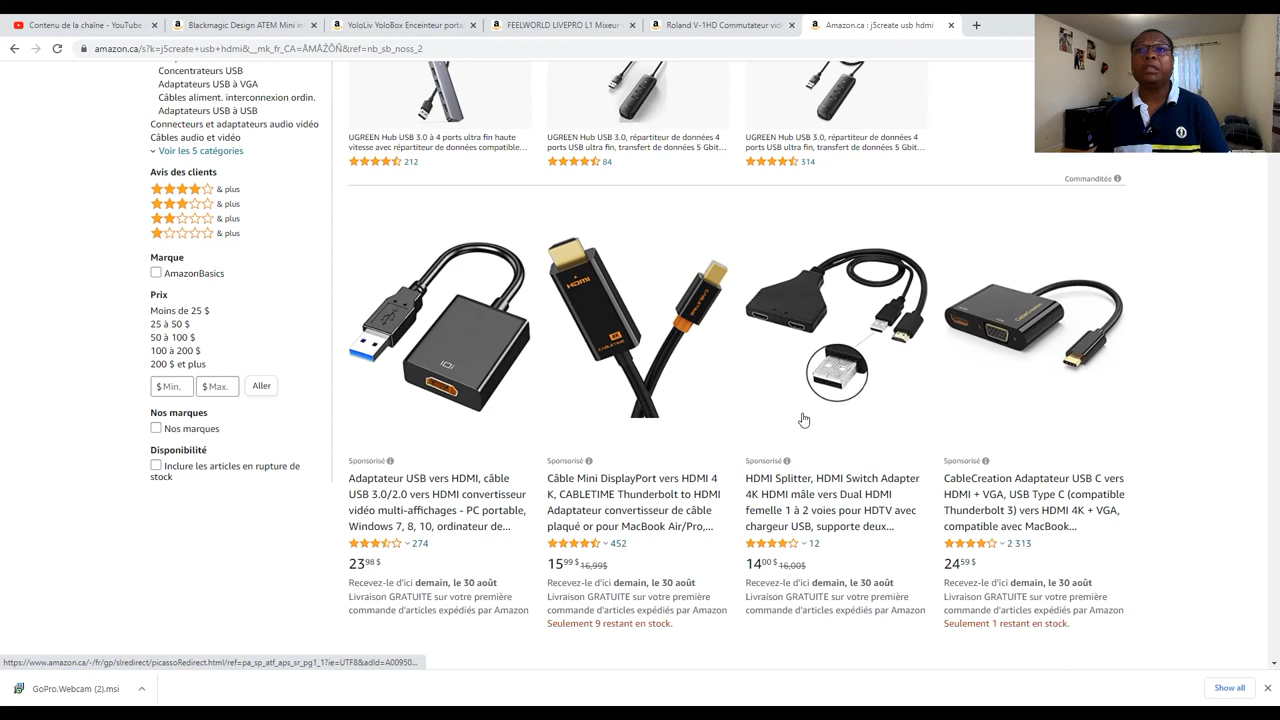 Contenu de la chaîne - YouTube
Blackmagic Design ATEM Mini in
YoloLiv YoloBox Enceinteur porta
FEELWORLD LIVEPRO L1 Mixeur
Roland V-1HD Commutateur vid
Amazon.ca : j5create usb hdmi
amazon.ca/s?k=j5create+usb+hdmi&__mk_fr_CA=ÅMÅŽÕÑ&ref=nb_sb_noss_2
Concentrateurs USB
Adaptateurs USB à VGA
Câbles aliment. interconnexion ordin.
Adaptateurs USB à USB
Connecteurs et adaptateurs audio vidéo
Câbles audio et vidéo
Voir les 5 catégories
Avis des clients
& plus
& plus
& plus
& plus
Marque
AmazonBasics
Prix
Moins de 25 $
25 à 50 $
50 à 100 $
100 à 200 $
200 $ et plus
$ Min.
$ Max.
Aller
Nos marques
Nos marques
Disponibilité
Inclure les articles en rupture de
stock
UGREEN Hub USB 3.0 à 4 ports ultra fin haute
vitesse avec répartiteur de données compatible...
212
UGREEN Hub USB 3.0, répartiteur de données 4
ports USB ultra fin, transfert de données 5 Gbit...
84
UGREEN Hub USB 3.0, répartiteur de données 4
ports USB ultra fin, transfert de données 5 Gbit...
314
Commanditée
HDMI
4K
CABLETIME
CABLETIME
CableCreation
Sponsorisé
Adaptateur USB vers HDMI, câble
USB 3.0/2.0 vers HDMI convertisseur
vidéo multi-affichages - PC portable,
Windows 7, 8, 10, ordinateur de...
274
2398 $
Recevez-le d'ici demain, le 30 août
Livraison GRATUITE sur votre première
commande d'articles expédiés par Amazon
Sponsorisé
Câble Mini DisplayPort vers HDMI 4
K, CABLETIME Thunderbolt to HDMI
Adaptateur convertisseur de câble
plaqué or pour MacBook Air/Pro,...
452
1599 $ 16,99$
Recevez-le d'ici demain, le 30 août
Livraison GRATUITE sur votre première
commande d'articles expédiés par Amazon
Seulement 9 restant en stock.
Sponsorisé
HDMI Splitter, HDMI Switch Adapter
4K HDMI mâle vers Dual HDMI
femelle 1 à 2 voies pour HDTV avec
chargeur USB, supporte deux...
12
1400 $ 16,00$
Recevez-le d'ici demain, le 30 août
Livraison GRATUITE sur votre première
commande d'articles expédiés par Amazon
Sponsorisé
CableCreation Adaptateur USB C vers
HDMI + VGA, USB Type C (compatible
Thunderbolt 3) vers HDMI 4K + VGA,
compatible avec MacBook...
2 313
2459 $
Recevez-le d'ici demain, le 30 août
Livraison GRATUITE sur votre première
commande d'articles expédiés par Amazon
Seulement 1 restant en stock.
https://www.amazon.ca/-/fr/gp/slredirect/picassoRedirect.html/ref=pa_sp_atf_aps_sr_pg1_1?ie=UTF8&adId=A00950...
GoPro.Webcam (2).msi
Show all